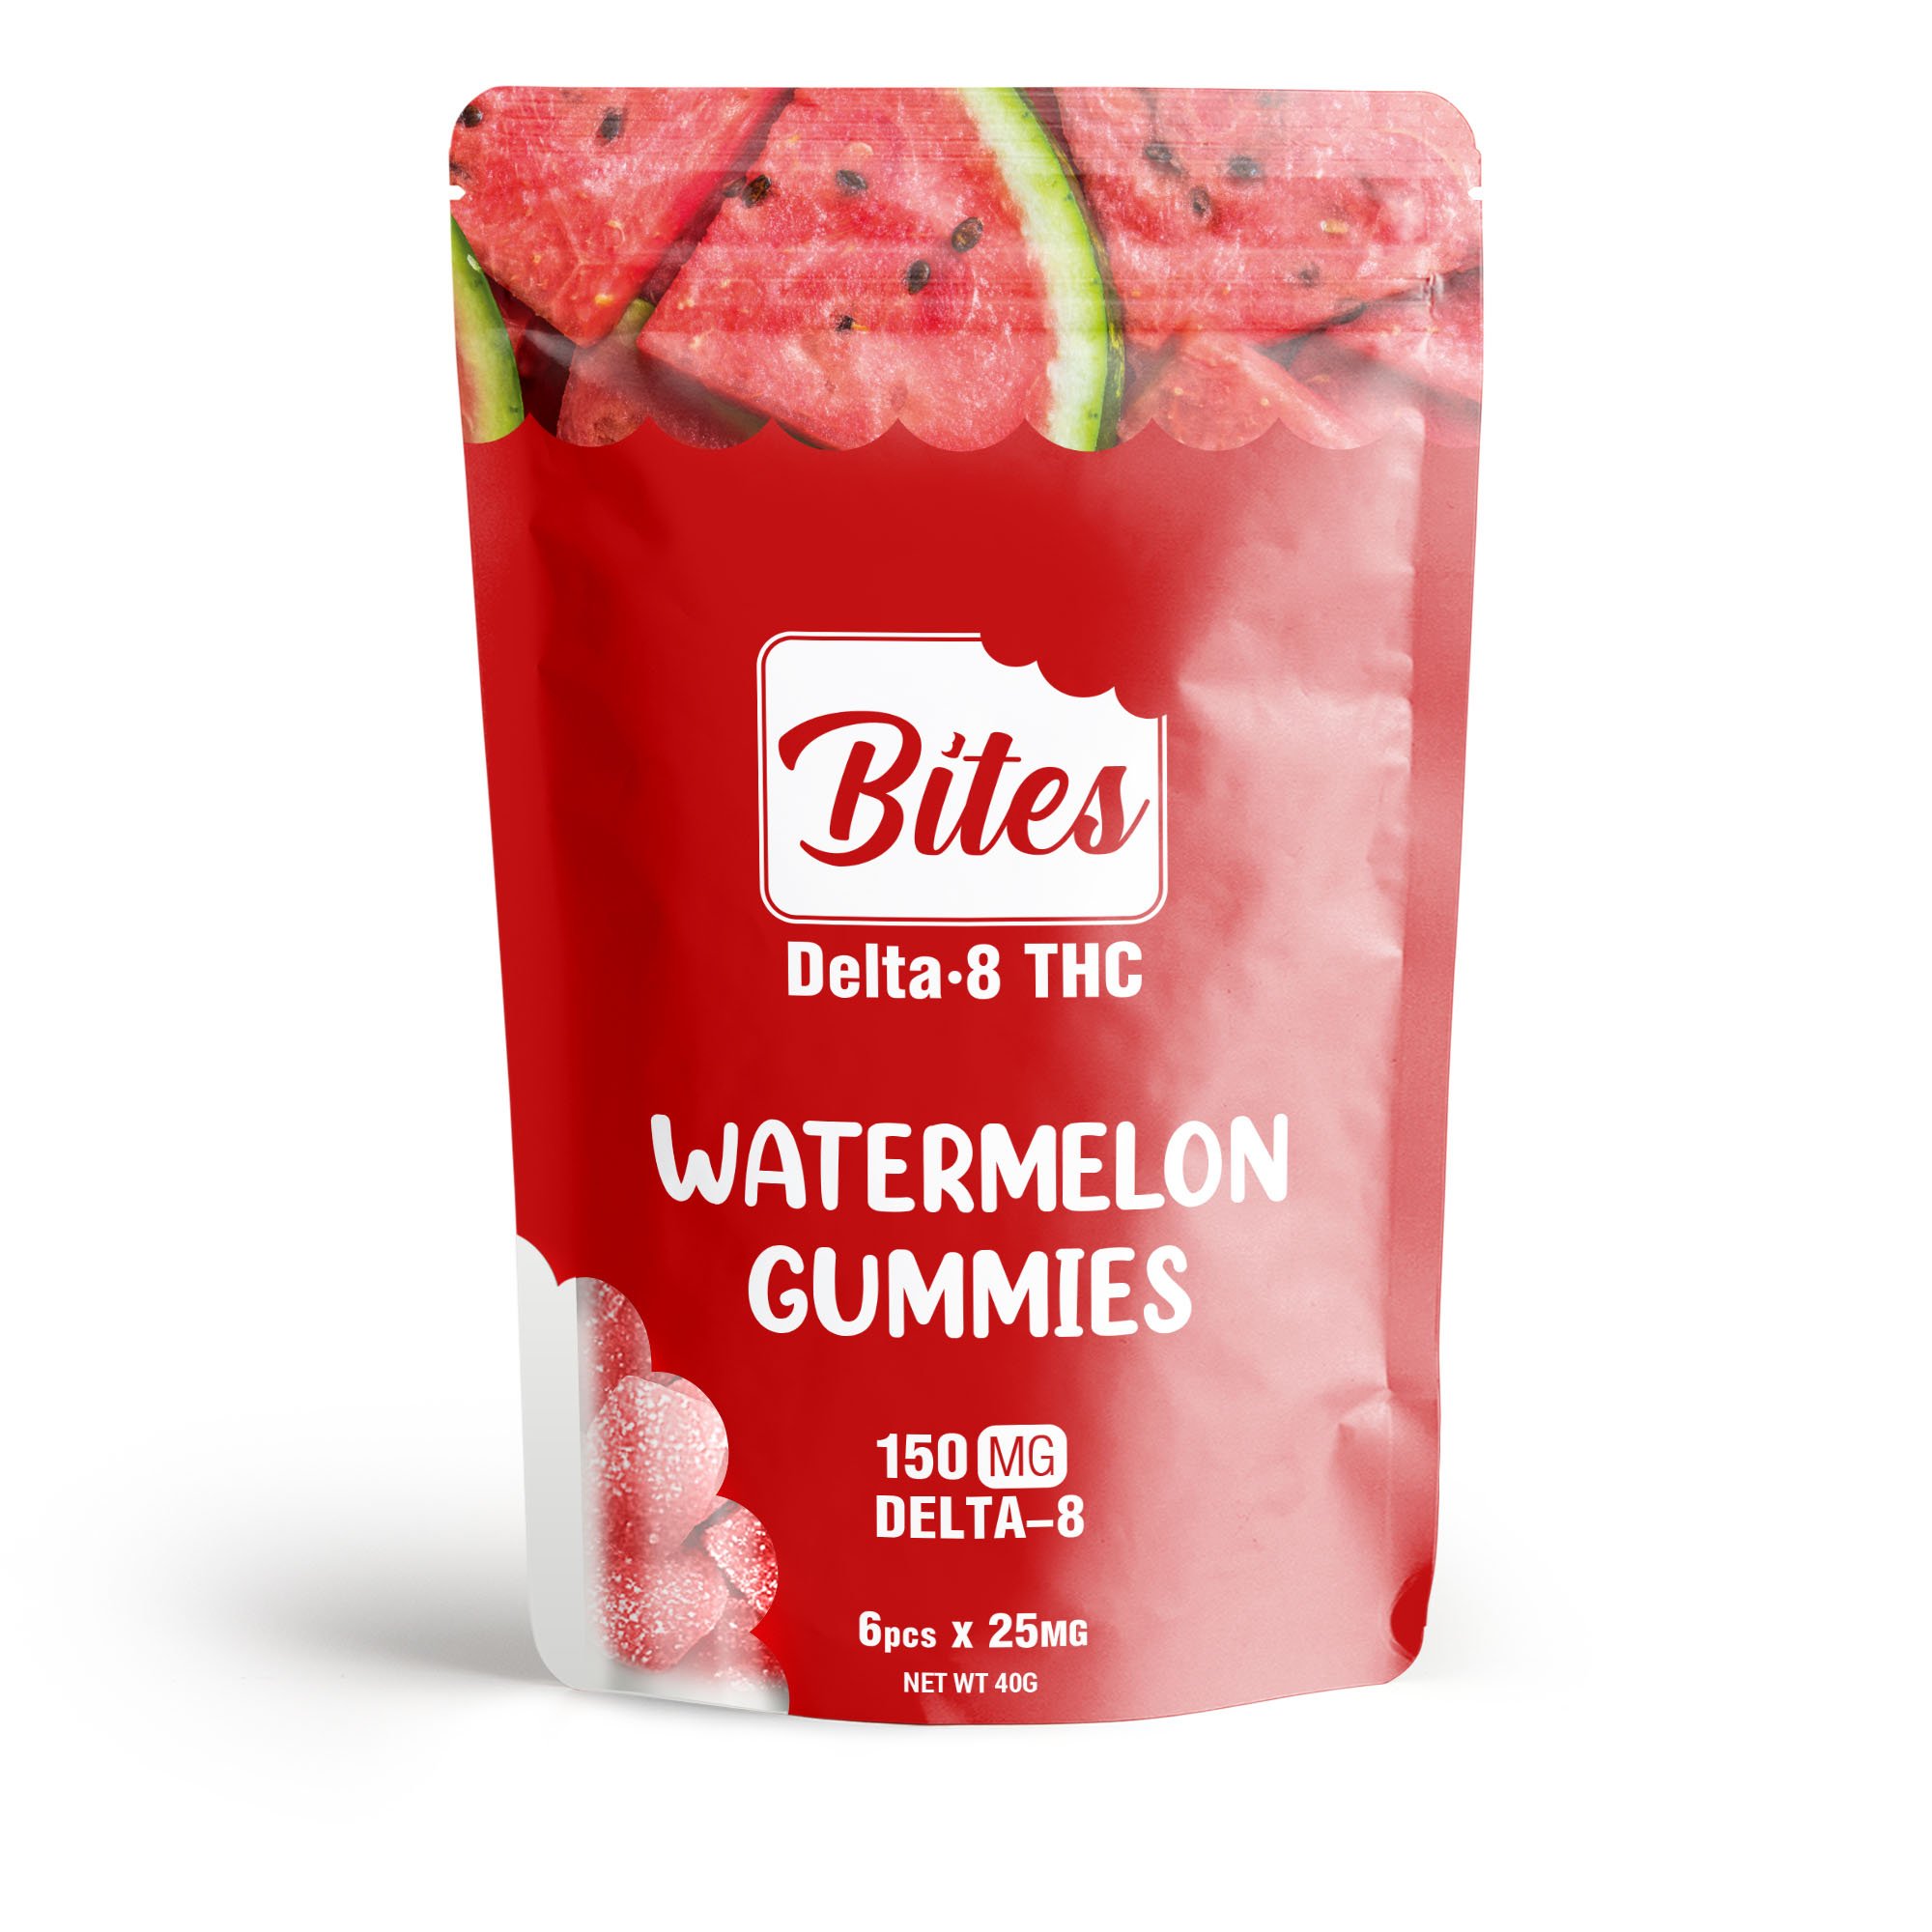 Bites
Delta·8 THC
WATERMELON
GUMMIES
150 MG
DELTA–8
6pcs x 25MG
NET WT 40G